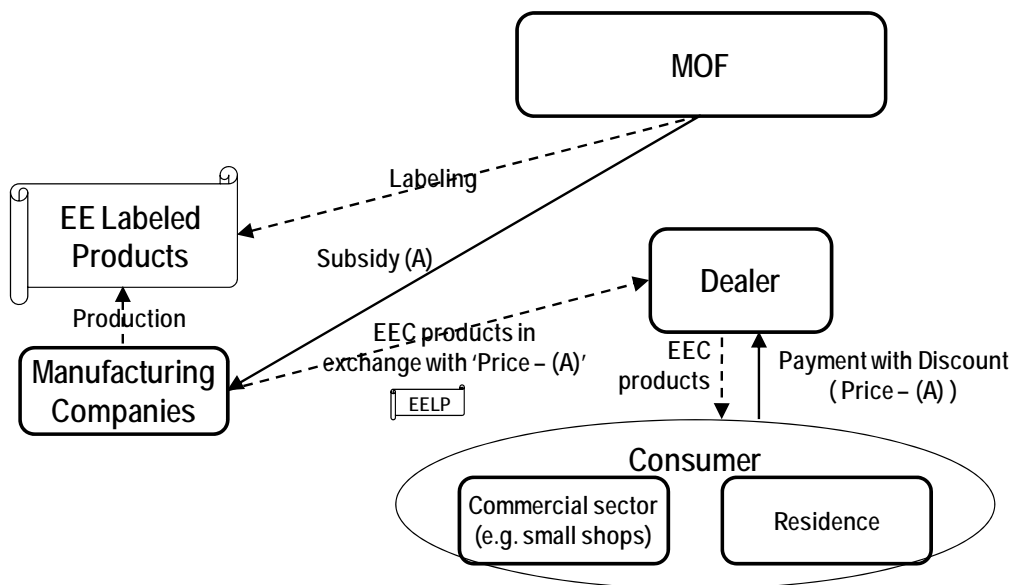 MOF
Labeling
EE Labeled
Products
Subsidy (A)
Dealer
Production
EEC products in
exchange with 'Price – (A)'
EELP
Manufacturing
Companies
EEC
products
Payment with Discount
( Price – (A) )
Consumer
Commercial sector
(e.g. small shops)
Residence